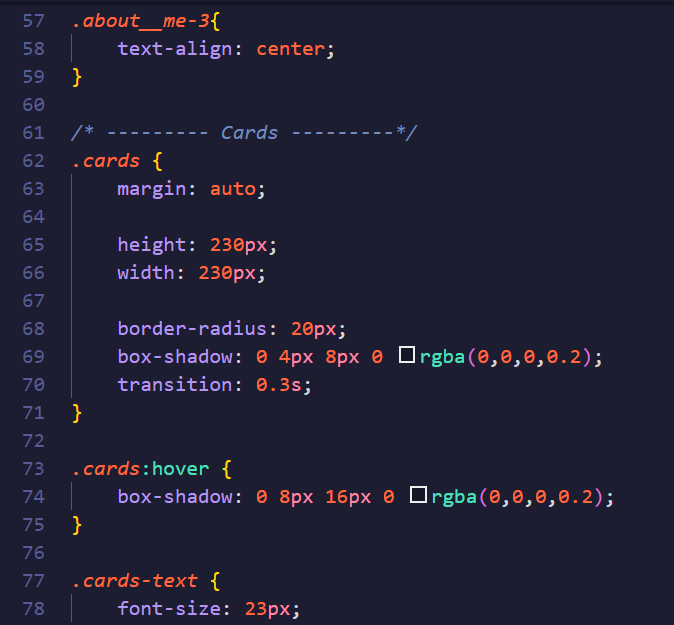 57 .about__me-3{
58     text-align: center;
59 }
60
61 /* --------- Cards ---------*/
62 .cards {
63     margin: auto;
64
65     height: 230px;
66     width: 230px;
67
68     border-radius: 20px;
69     box-shadow: 0 4px 8px 0 rgba(0,0,0,0.2);
70     transition: 0.3s;
71 }
72
73 .cards:hover {
74     box-shadow: 0 8px 16px 0 rgba(0,0,0,0.2);
75 }
76
77 .cards-text {
78     font-size: 23px;